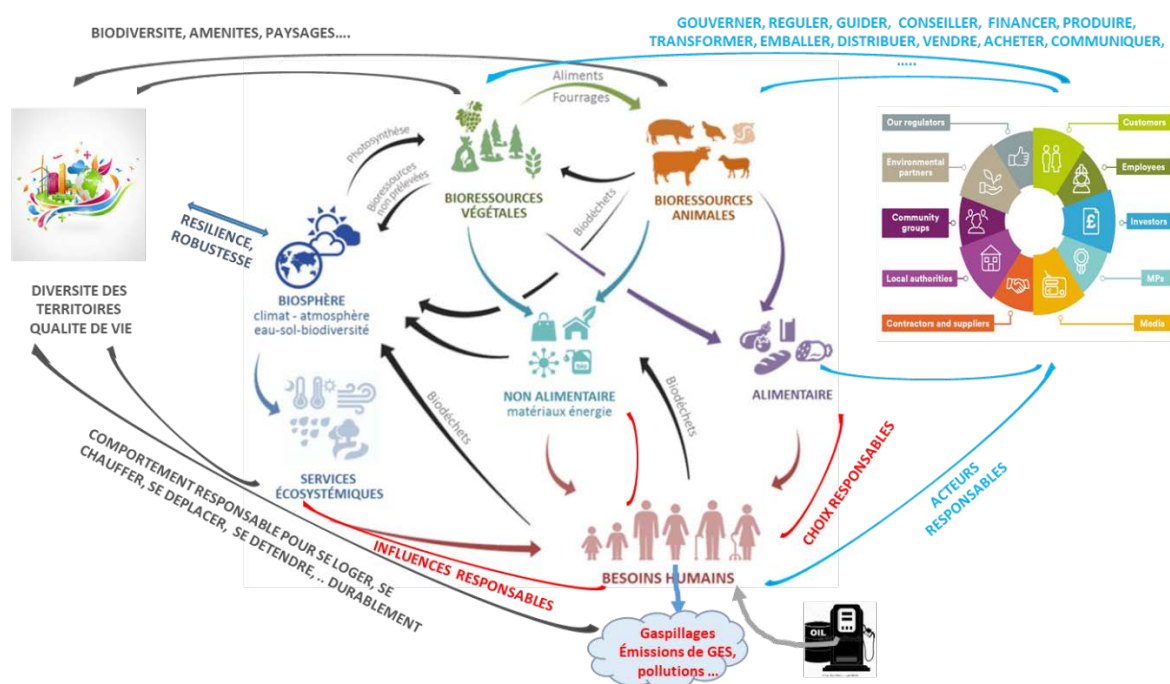 BIODIVERSITE, AMENITES, PAYSAGES….
GOUVERNER, REGULER, GUIDER, CONSEILLER, FINANCER, PRODUIRE,
TRANSFORMER, EMBALLER, DISTRIBUER, VENDRE, ACHETER, COMMUNIQUER,
…..
Aliments
Fourrages
Photosynthèse
Bioressources
non prélevées
BIORESSOURCES
VÉGÉTALES
BIORESSOURCES
ANIMALES
Biodéchets
RESILIENCE,
ROBUSTESSE
DIVERSITE DES
TERRITOIRES
QUALITE DE VIE
BIOSPHÈRE
climat - atmosphère
eau-sol-biodiversité
BIO
NON ALIMENTAIRE
matériaux énergie
ALIMENTAIRE
Biodéchets
Biodéchets
SERVICES
ÉCOSYSTÉMIQUES
Our regulators
Customers
Environmental
partners
Employees
Community
groups
£
Investors
Local authorities
MPs
Contractors and suppliers
Media
COMPORTEMENT RESPONSABLE POUR SE LOGER, SE
CHAUFFER, SE DEPLACER, SE DETENDRE, .. DURABLEMENT
INFLUENCES RESPONSABLES
CHOIX RESPONSABLES
ACTEURS
RESPONSABLES
BESOINS HUMAINS
Gaspillages
Émissions de GES,
pollutions …
OIL